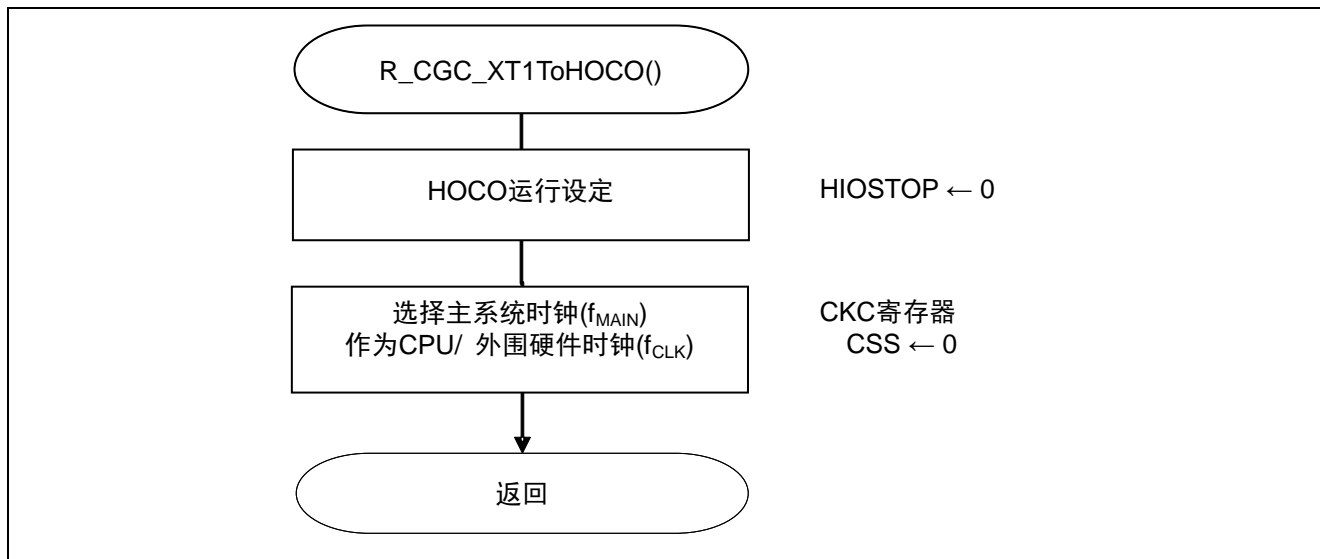 R_CGC_XT1ToHOCO()
HOCO运行设定
HIOSTOP ← 0
选择主系统时钟(fMAIN)
作为CPU/ 外围硬件时钟(fCLK)
CKC寄存器
CSS ← 0
返回